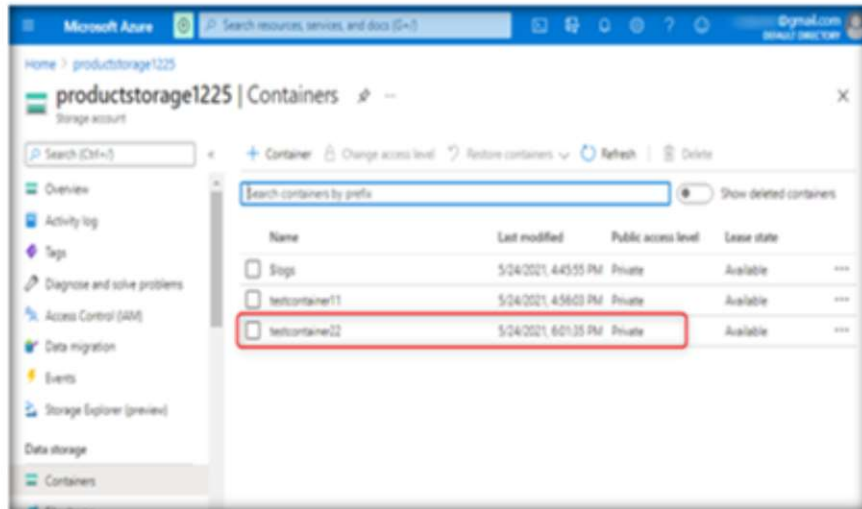 Microsoft Azure
Search resources, services, and docs (G+/)
@gmail.com
DEFAULT DIRECTORY
Home > productstorage1225
productstorage1225 | Containers
Storage account
Search (Ctrl+/)
+ Container
Change access level
Restore containers
Refresh
Delete
Search containers by prefix
Show deleted containers
Overview
Activity log
Tags
Diagnose and solve problems
Access Control (IAM)
Data migration
Events
Storage Explorer (preview)
Data storage
Containers
Name Last modified Public access level Lease state
$logs 5/24/2021, 4:45:55 PM Private Available
testcontainer11 5/24/2021, 4:56:03 PM Private Available
testcontainer22 5/24/2021, 6:01:35 PM Private Available